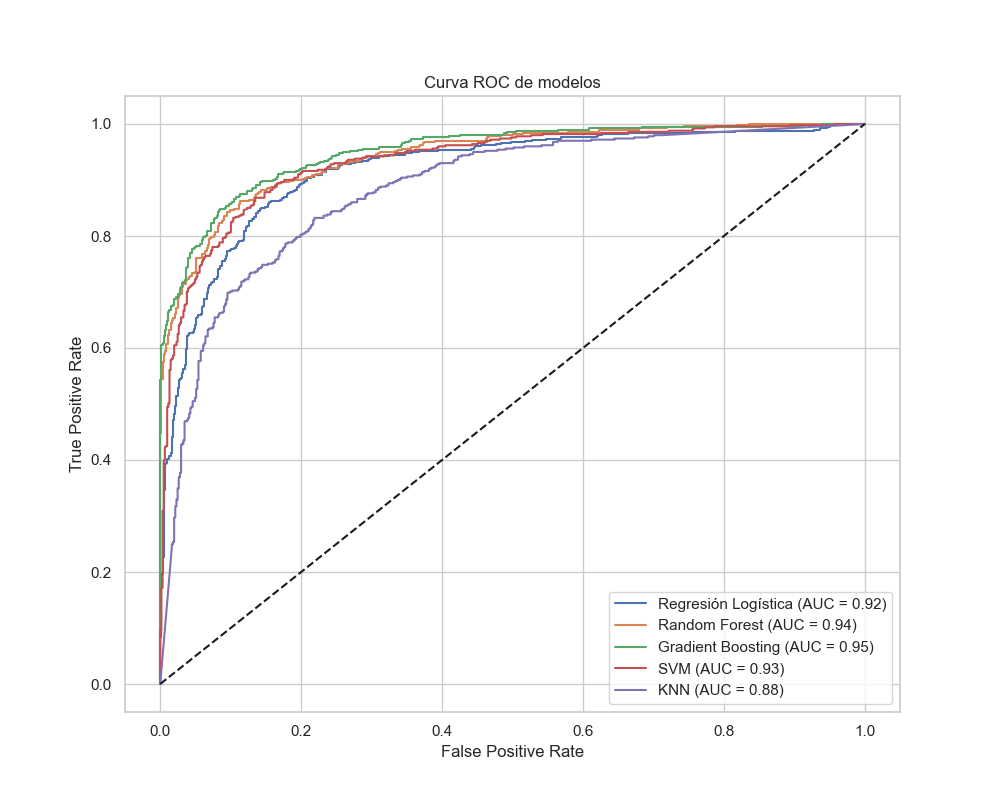 Curva ROC de modelos
True Positive Rate
1.0
0.8
0.6
0.4
0.2
0.0
0.0 0.2 0.4 0.6 0.8 1.0
False Positive Rate
Regresión Logística (AUC = 0.92)
Random Forest (AUC = 0.94)
Gradient Boosting (AUC = 0.95)
SVM (AUC = 0.93)
KNN (AUC = 0.88)